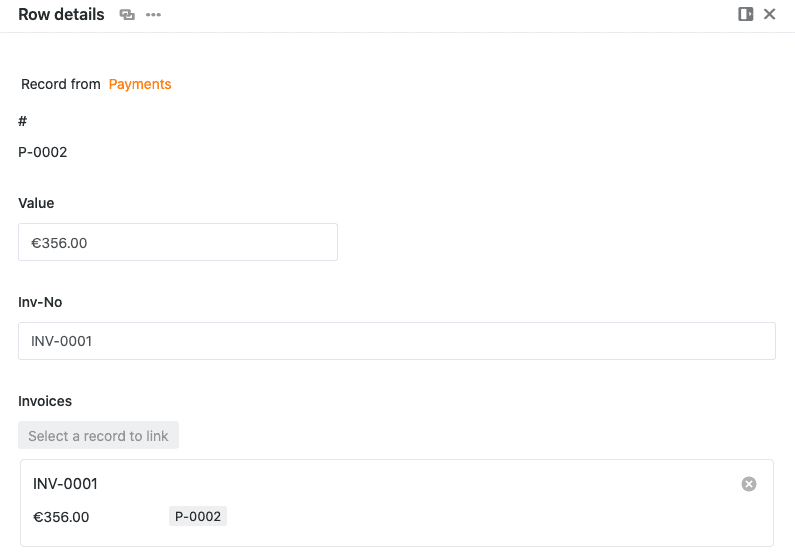 Row details
Record from Payments
#
P-0002
Value
€356.00
Inv-No
INV-0001
Invoices
Select a record to link
INV-0001
€356.00 P-0002